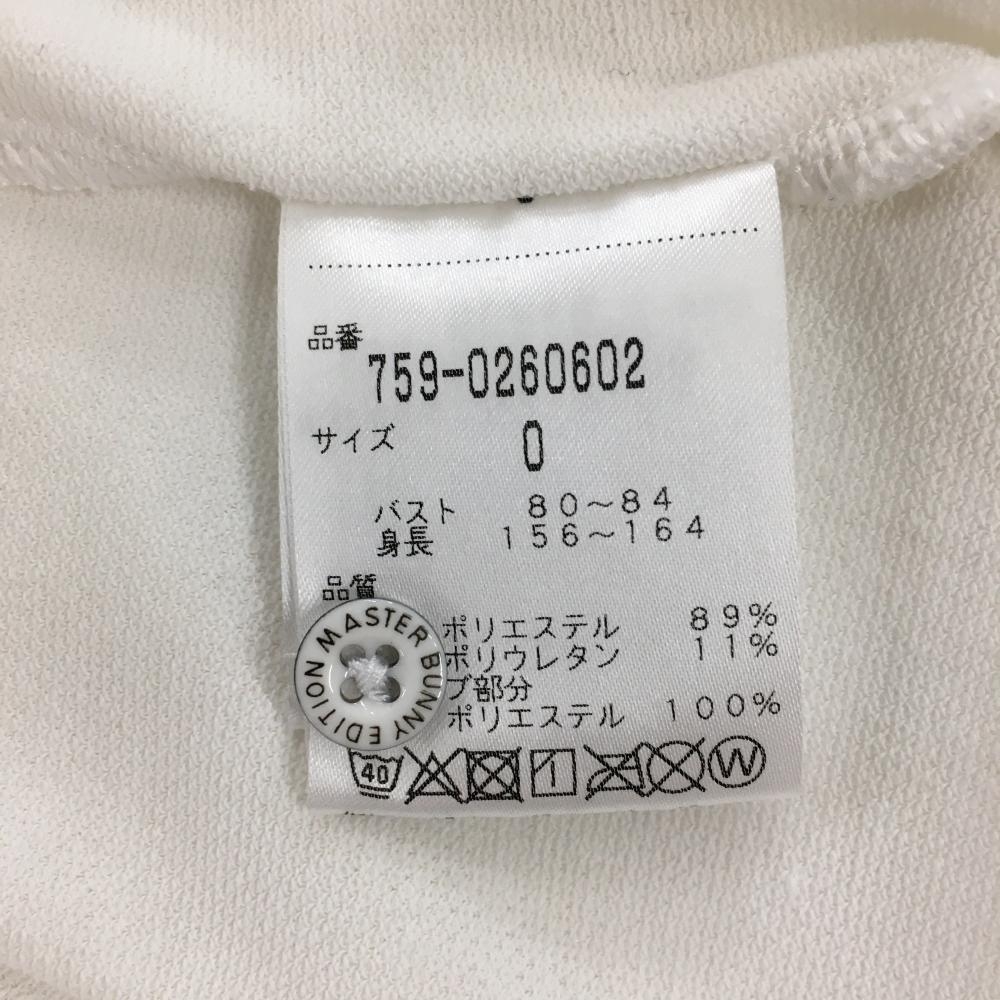 品番
759-0260602
サイズ 0
バスト 80～84
身長 156～164
品質
ポリエステル 89%
ポリウレタン 11%
ブ部分
ポリエステル 100%
40 W
MASTER BUNNY EDITION